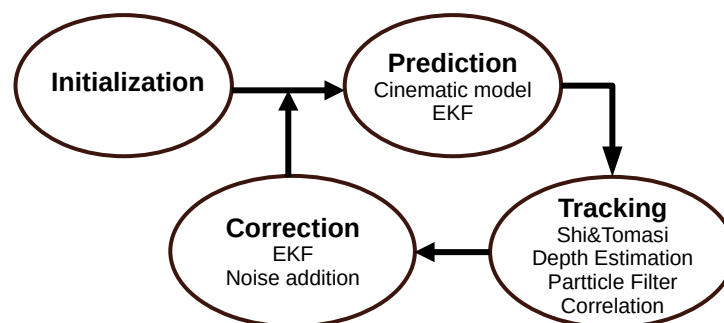 Initialization
Prediction
Cinematic model
EKF
Tracking
Shi&Tomasi
Depth Estimation
Partticle Filter
Correlation
Correction
EKF
Noise addition